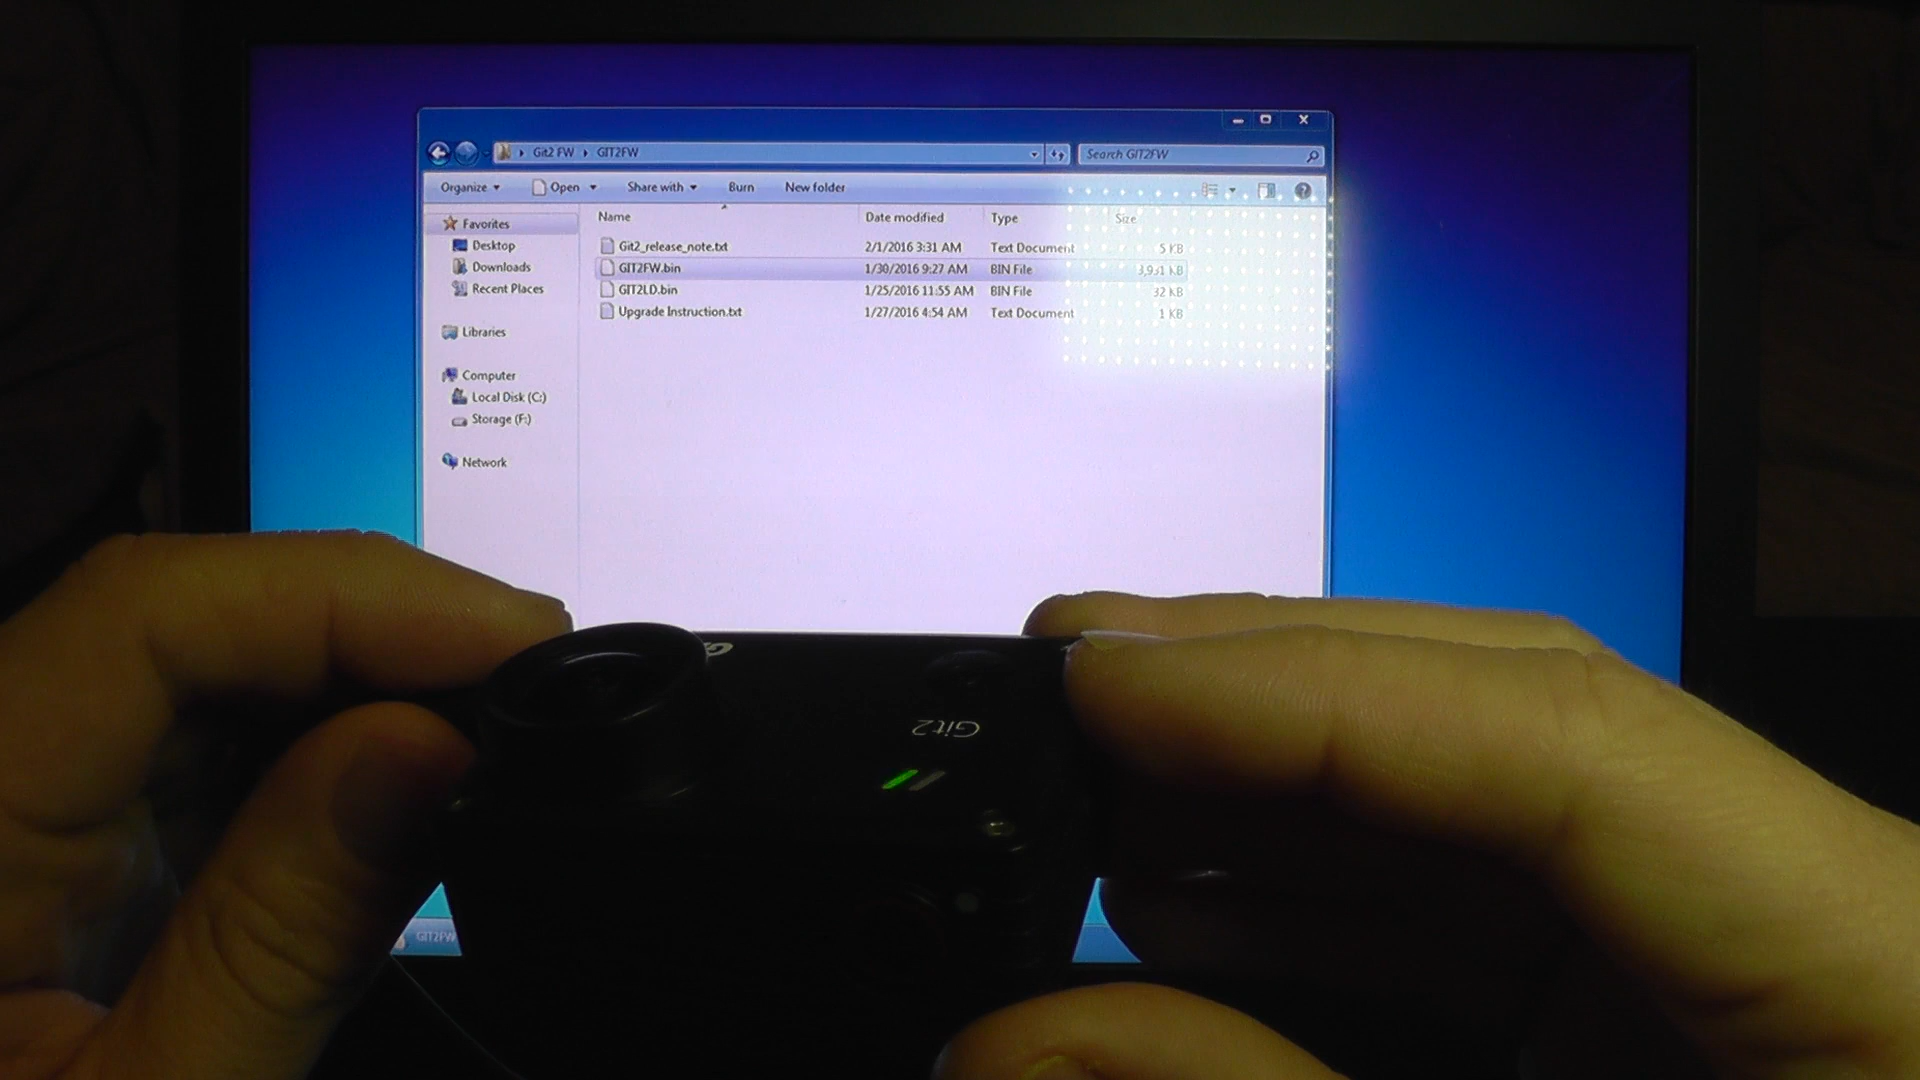 Git2 FW GIT2FW
Search GIT2FW
Organize Open Share with Burn New folder
Name Date modified Type Size
Favorites
Desktop
Downloads
Recent Places
Libraries
Computer
Local Disk (C:)
Storage (F:)
Network
Git2_release_note.txt 2/1/2016 3:31 AM Text Document 5 KB
GIT2FW.bin 1/30/2016 9:27 AM BIN File KB
GIT2LD.bin 1/25/2016 11:55 AM BIN File 32 KB
Upgrade Instruction.txt 1/27/2016 4:54 AM Text Document 1 KB
Git2
GIT2FW